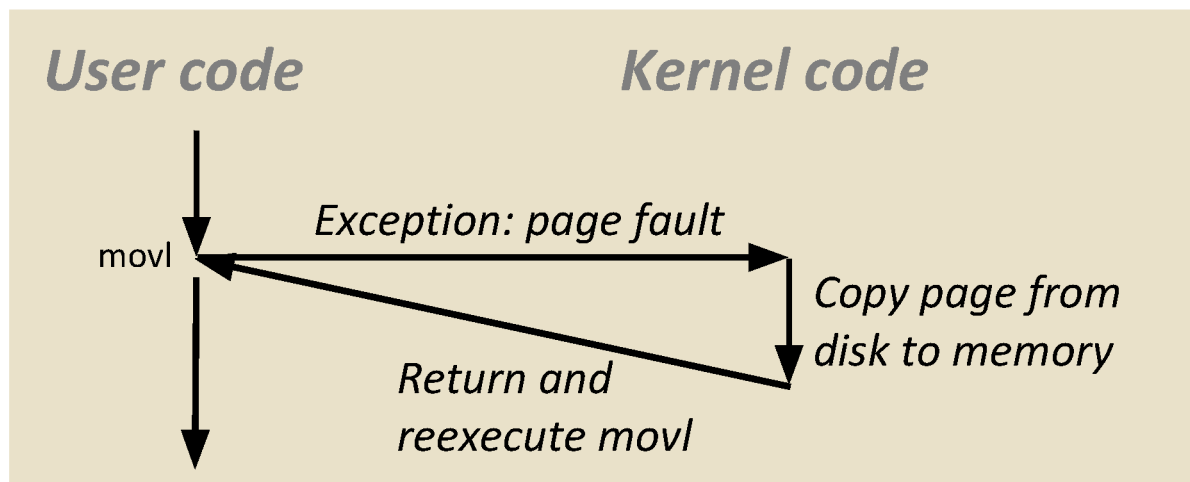 User code
Kernel code
Exception: page fault
movl
Copy page from
disk to memory
Return and
reexecute movl